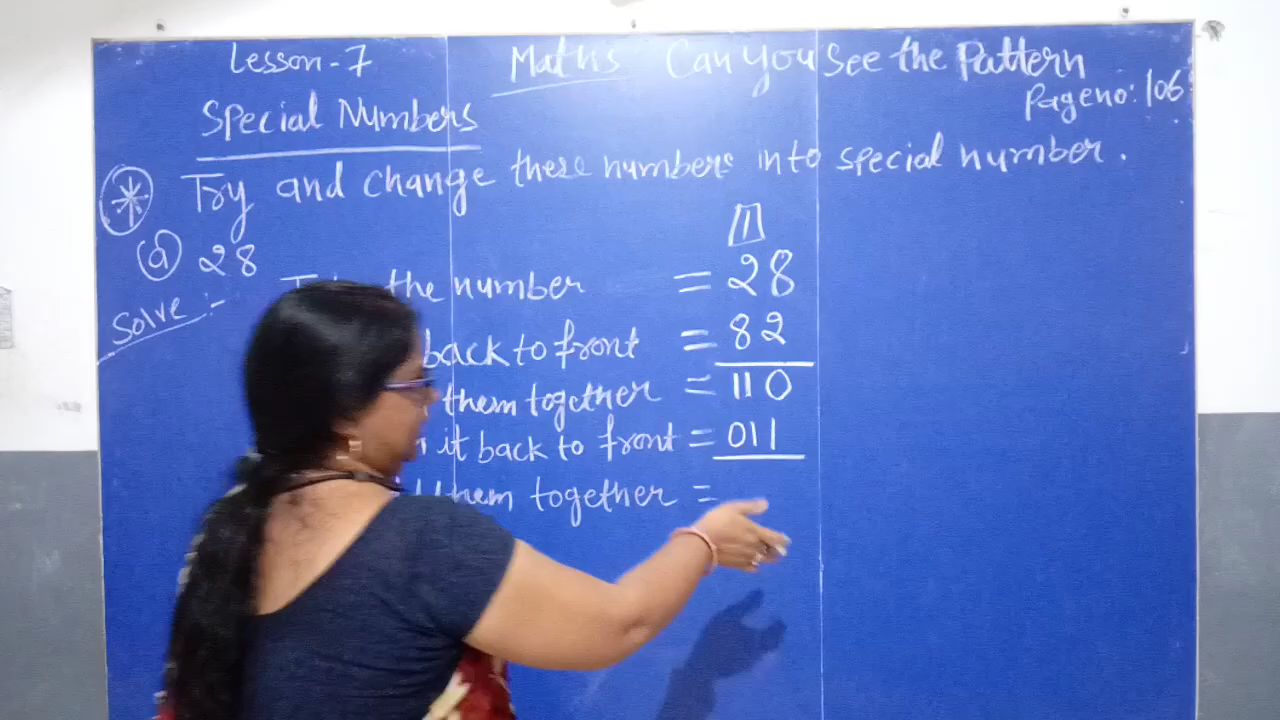 Lesson-7 Maths Can you See the Pattern
Page no: 106
Special Numbers
Try and change these numbers into special number.
a 28
1
the number = 28
Solve :-
back to front = 82
them together = 110
it back to front = 011
them together =